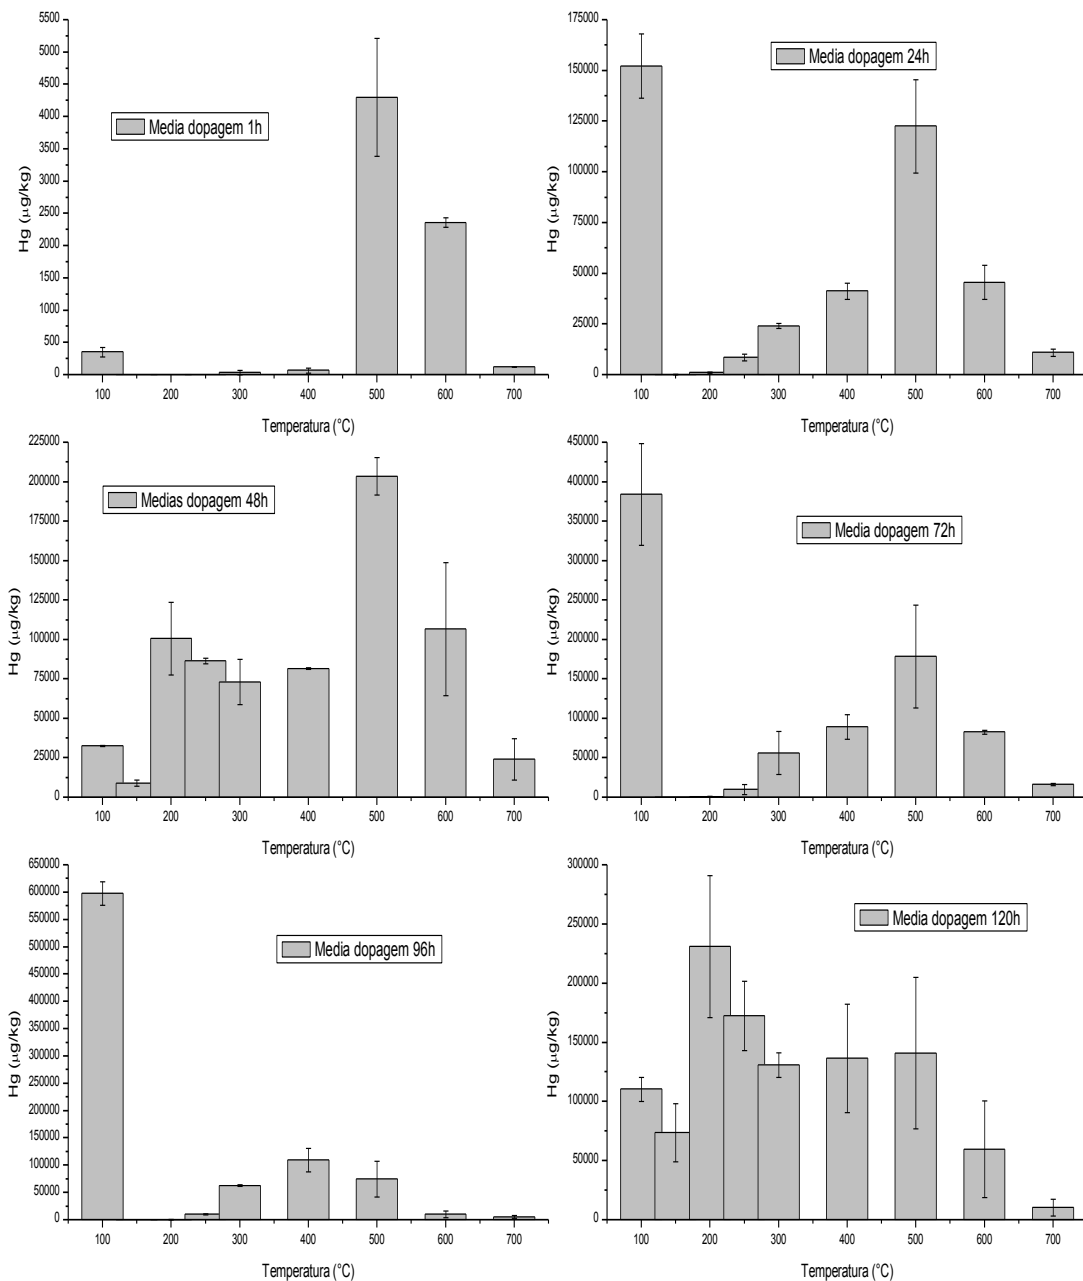 5500
5000
4500
4000
3500
3000
2500
2000
1500
1000
500
0
Hg (µg/kg)
Media dopagem 1h
100 200 300 400 500 600 700
Temperatura (°C)
175000
150000
125000
100000
75000
50000
25000
0
Hg (µg/kg)
Media dopagem 24h
100 200 300 400 500 600 700
Temperatura (°C)
225000
200000
175000
150000
125000
100000
75000
50000
25000
0
Hg (µg/kg)
Medias dopagem 48h
100 200 300 400 500 600 700
Temperatura (°C)
450000
400000
350000
300000
250000
200000
150000
100000
50000
0
Hg (µg/kg)
Media dopagem 72h
100 200 300 400 500 600 700
Temperatura (°C)
650000
600000
550000
500000
450000
400000
350000
300000
250000
200000
150000
100000
50000
0
Hg (µg/kg)
Media dopagem 96h
100 200 300 400 500 600 700
Temperatura (°C)
300000
250000
200000
150000
100000
50000
0
Hg (µg/kg)
Media dopagem 120h
100 200 300 400 500 600 700
Temperatura (°C)